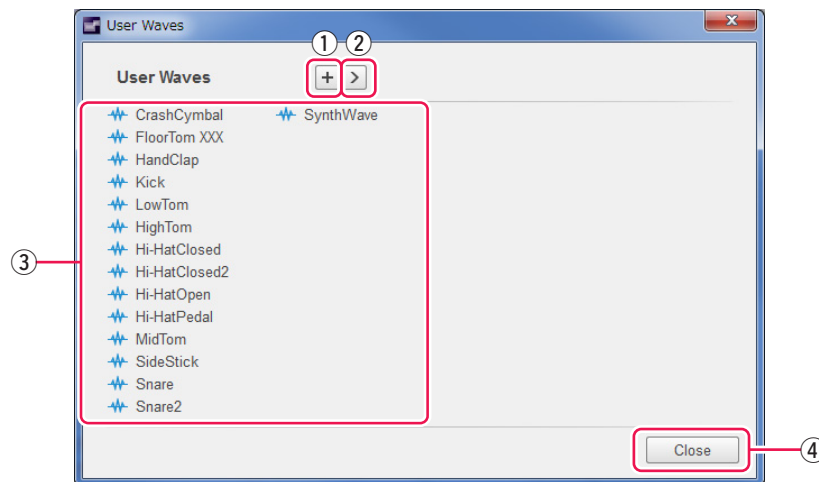 User Waves
① ②
User Waves + >
CrashCymbal SynthWave
FloorTom XXX
HandClap
Kick
LowTom
HighTom
Hi-HatClosed
③
Hi-HatClosed2
Hi-HatOpen
Hi-HatPedal
MidTom
SideStick
Snare
Snare2
Close ④